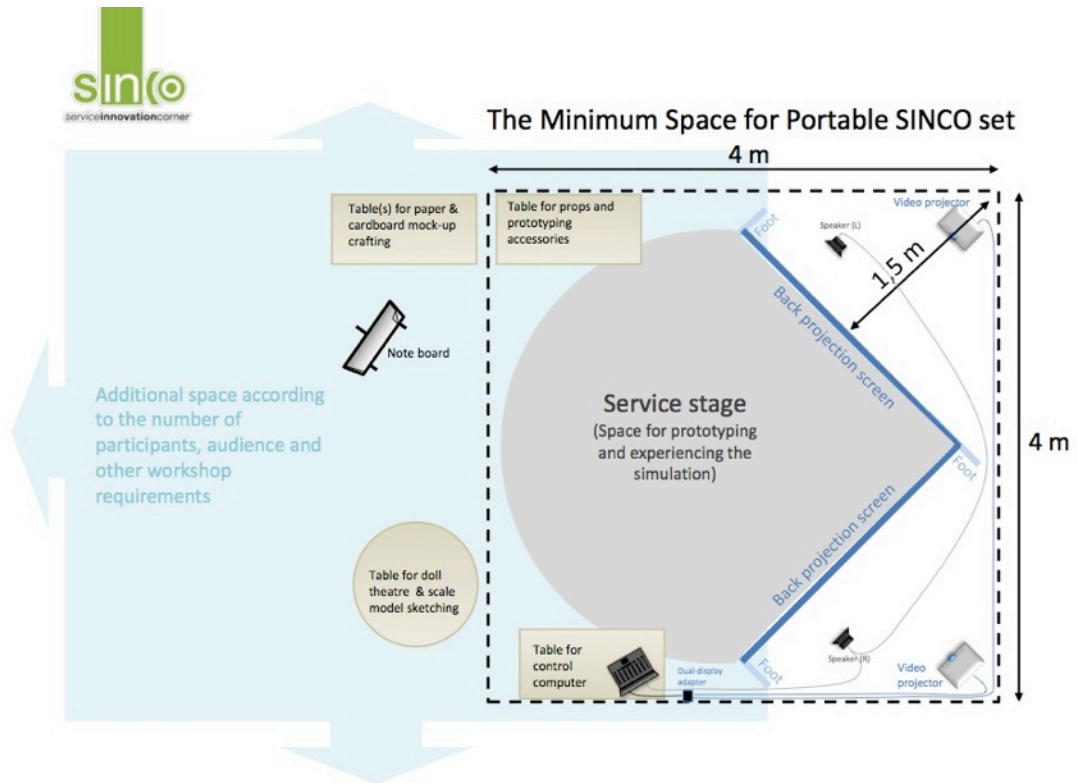 sinco
serviceinnovationcorner
The Minimum Space for Portable SINCO set
4 m
Table(s) for paper &
cardboard mock-up
crafting
Table for props and
prototyping
accessories
Foot
Speaker (L)
Video projector
1,5 m
Back projection screen
Note board
Additional space according
to the number of
participants, audience and
other workshop
requirements
Service stage
(Space for prototyping
and experiencing the
simulation)
4 m
Foot
Back projection screen
Table for doll
theatre & scale
model sketching
Table for
control
computer
Dual-display
adapter
Foot
Speaker (R)
Video
projector